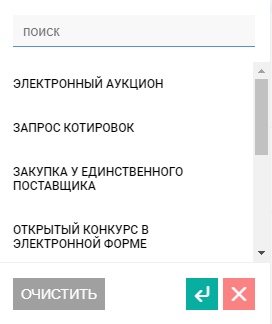 поиск
ЭЛЕКТРОННЫЙ АУКЦИОН
ЗАПРОС КОТИРОВОК
ЗАКУПКА У ЕДИНСТВЕННОГО
ПОСТАВЩИКА
ОТКРЫТЫЙ КОНКУРС В
ЭЛЕКТРОННОЙ ФОРМЕ
ОЧИСТИТЬ